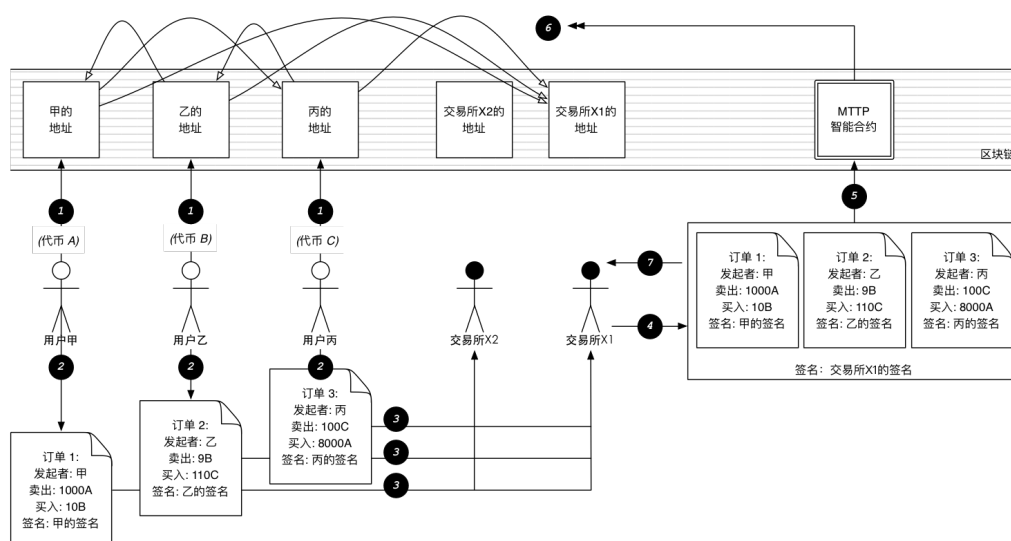 6
甲的
地址
乙的
地址
丙的
地址
交易所X2的
地址
交易所X1的
地址
MTTP
智能合约
区块链
1
1
1
5
(代币 A)
(代币 B)
(代币 C)
用户甲
用户乙
用户丙
交易所X2
交易所X1
7
4
订单 1:
发起者: 甲
卖出: 1000A
买入: 10B
签名: 甲的签名
订单 2:
发起者: 乙
卖出: 9B
买入: 110C
签名: 乙的签名
订单 3:
发起者: 丙
卖出: 100C
买入: 8000A
签名: 丙的签名
签名: 交易所X1的签名
2
2
2
订单 1:
发起者: 甲
卖出: 1000A
买入: 10B
签名: 甲的签名
订单 2:
发起者: 乙
卖出: 9B
买入: 110C
签名: 乙的签名
订单 3:
发起者: 丙
卖出: 100C
买入: 8000A
签名: 丙的签名
3
3
3